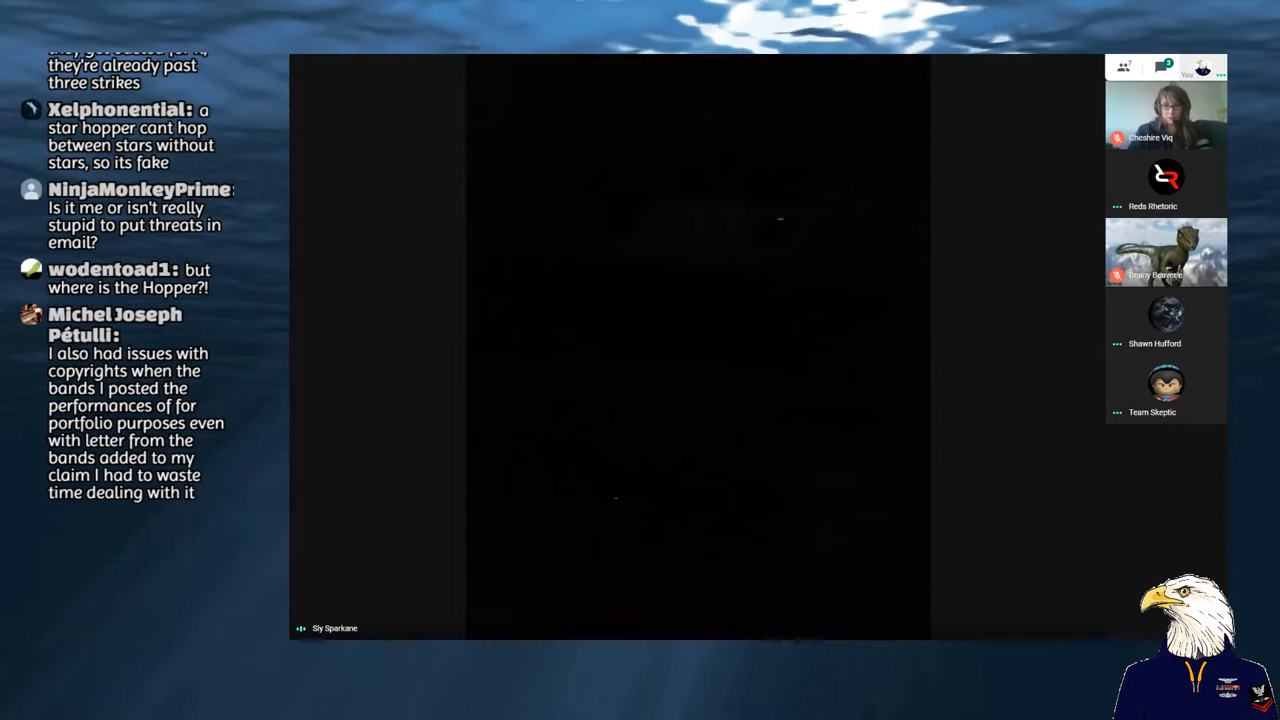 they're already past
three strikes
Xelphonential: a
star hopper cant hop
between stars without
stars, so its fake
NinjaMonkeyPrime:
Is it me or isn't really
stupid to put threats in
email?
wodentoad1: but
where is the Hopper?!
Michel Joseph
Pétulli:
I also had issues with
copyrights when the
bands I posted the
performances of for
portfolio purposes even
with letter from the
bands added to my
claim I had to waste
time dealing with it
7
3
You
Cheshire Viq
Reds Rhetoric
Shawn Hufford
Team Skeptic
Sly Sparkane